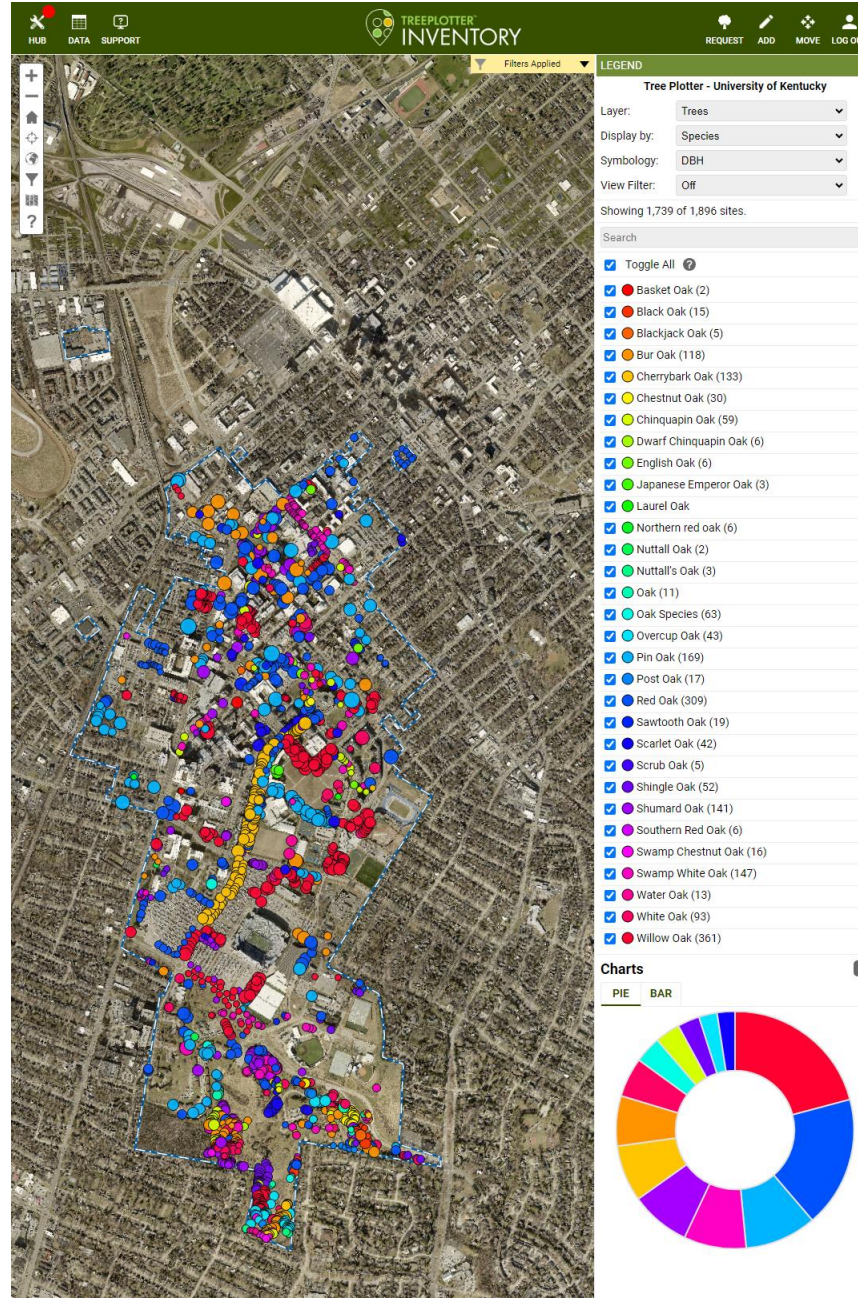 HUB DATA SUPPORT
TREEPLOTTER™
INVENTORY
REQUEST ADD MOVE LOG OU
Filters Applied
LEGEND
Tree Plotter - University of Kentucky
Layer: Trees
Display by: Species
Symbology: DBH
View Filter: Off
Showing 1,739 of 1,896 sites.
Search
Toggle All ?
Basket Oak (2)
Black Oak (15)
Blackjack Oak (5)
Bur Oak (118)
Cherrybark Oak (133)
Chestnut Oak (30)
Chinquapin Oak (59)
Dwarf Chinquapin Oak (6)
English Oak (6)
Japanese Emperor Oak (3)
Laurel Oak
Northern red oak (6)
Nuttall Oak (2)
Nuttall's Oak (3)
Oak (11)
Oak Species (63)
Overcup Oak (43)
Pin Oak (169)
Post Oak (17)
Red Oak (309)
Sawtooth Oak (19)
Scarlet Oak (42)
Scrub Oak (5)
Shingle Oak (52)
Shumard Oak (141)
Southern Red Oak (6)
Swamp Chestnut Oak (16)
Swamp White Oak (147)
Water Oak (13)
White Oak (93)
Willow Oak (361)
Charts
PIE BAR